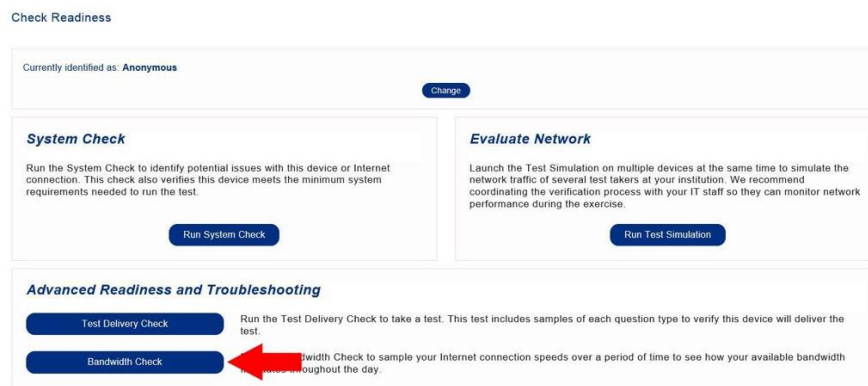 Check Readiness
Currently identified as: Anonymous
Change
System Check
Run the System Check to identify potential issues with this device or Internet
connection. This check also verifies this device meets the minimum system
requirements needed to run the test.
Run System Check
Evaluate Network
Launch the Test Simulation on multiple devices at the same time to simulate the
network traffic of several test takers at your institution. We recommend
coordinating the verification process with your IT staff so they can monitor network
performance during the exercise.
Run Test Simulation
Advanced Readiness and Troubleshooting
Test Delivery Check
Run the Test Delivery Check to take a test. This test includes samples of each question type to verify this device will deliver the
test.
Bandwidth Check
Check to sample your Internet connection speeds over a period of time to see how your available bandwidth
the day.